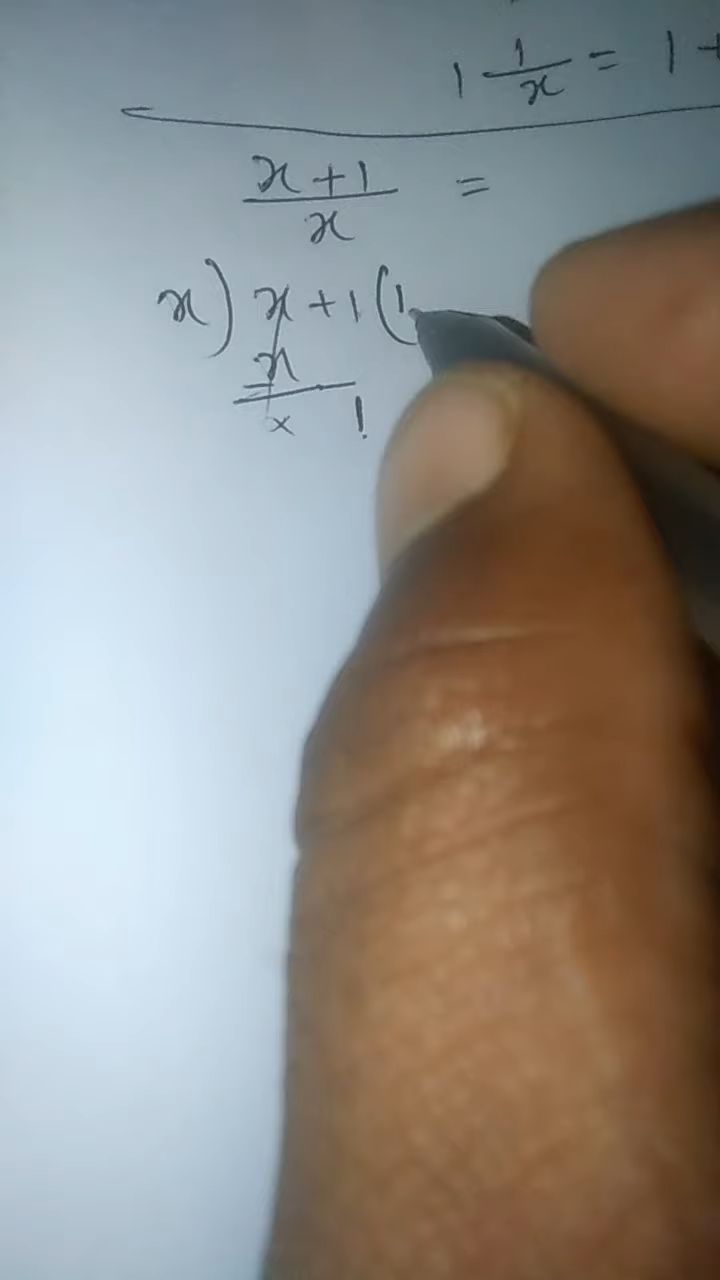 1 1/x = 1 +
x + 1 / x =
x ) x + 1 ( 1
x
x 1